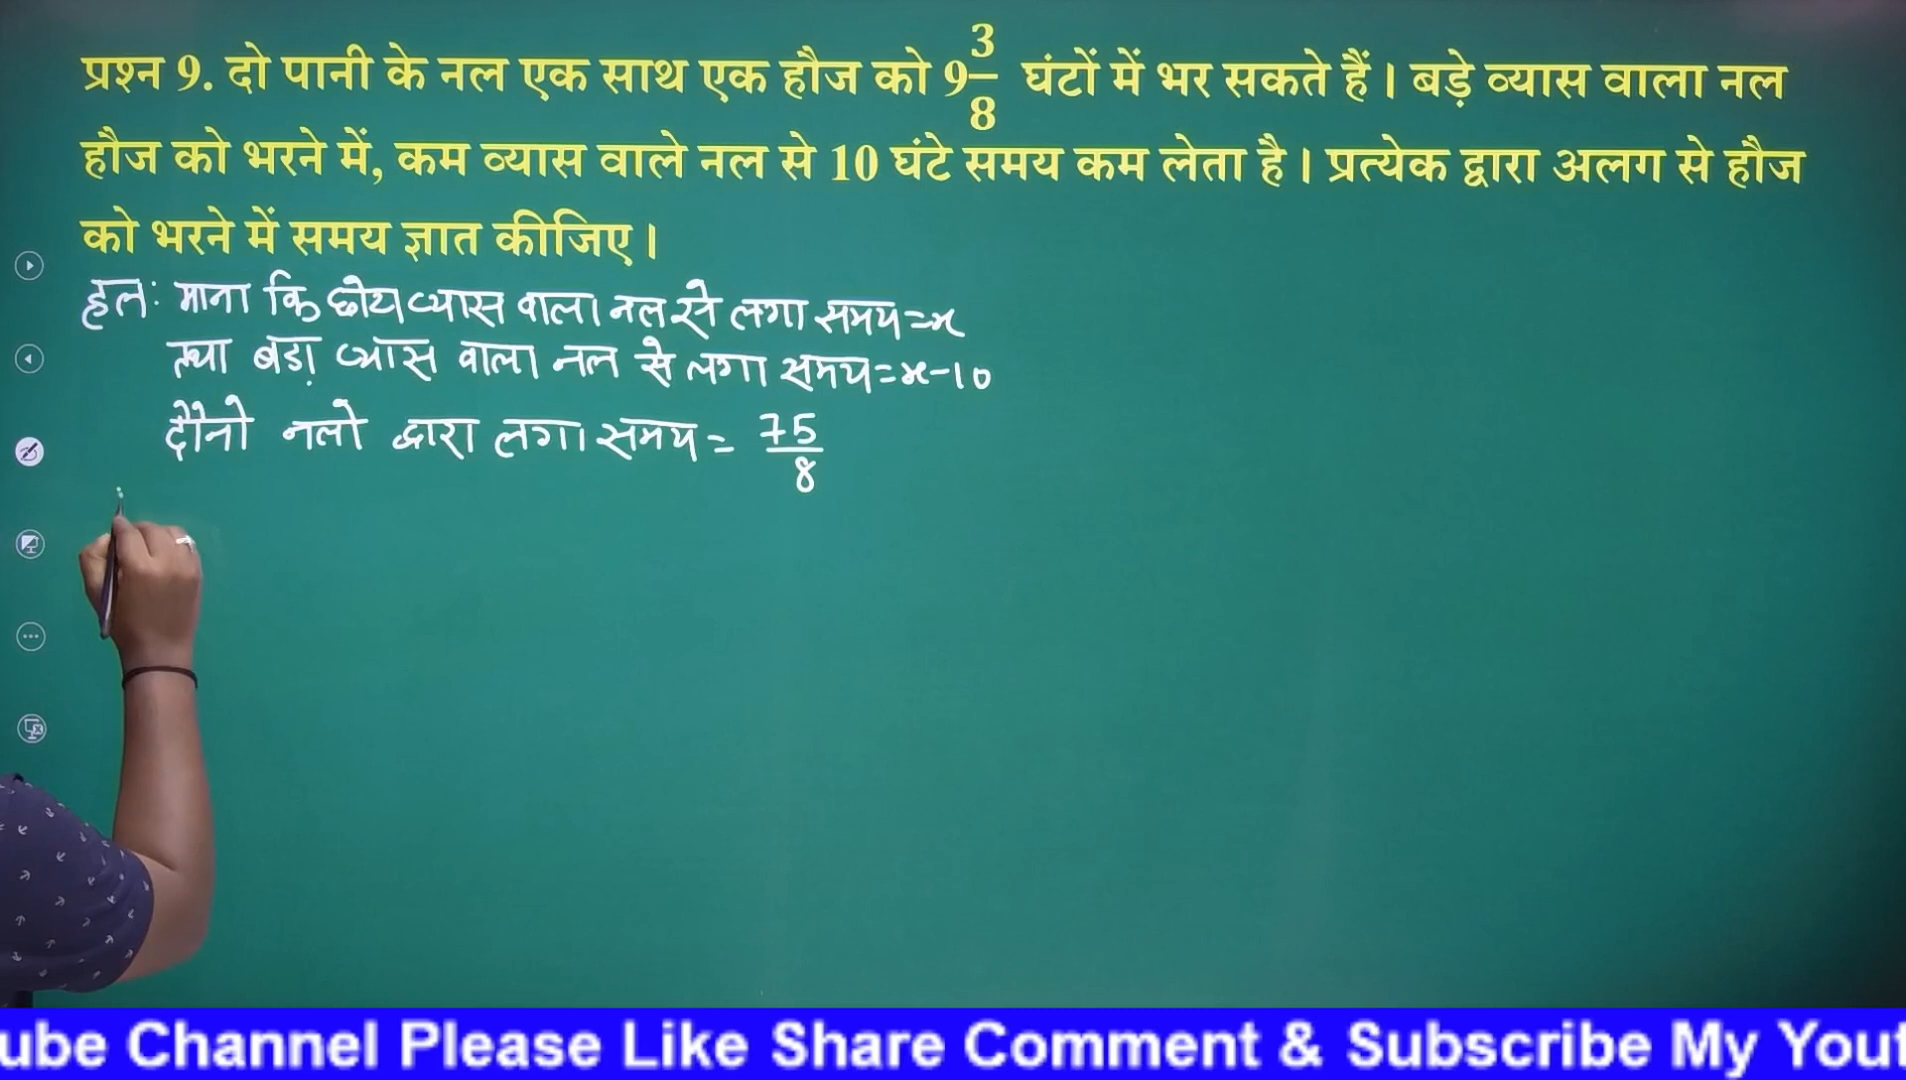 प्रश्न 9. दो पानी के नल एक साथ एक हौज को 9 3/8 घंटों में भर सकते हैं। बड़े व्यास वाला नल
हौज को भरने में, कम व्यास वाले नल से 10 घंटे समय कम लेता है। प्रत्येक द्वारा अलग से हौज
को भरने में समय ज्ञात कीजिए।
हल: माना कि छोटा व्यास वाला नल से लगा समय=x
तथा बड़ा व्यास वाला नल से लगा समय=x-10
दोनो नलो द्वारा लगा समय = 75/8
ube Channel Please Like Share Comment & Subscribe My Yout